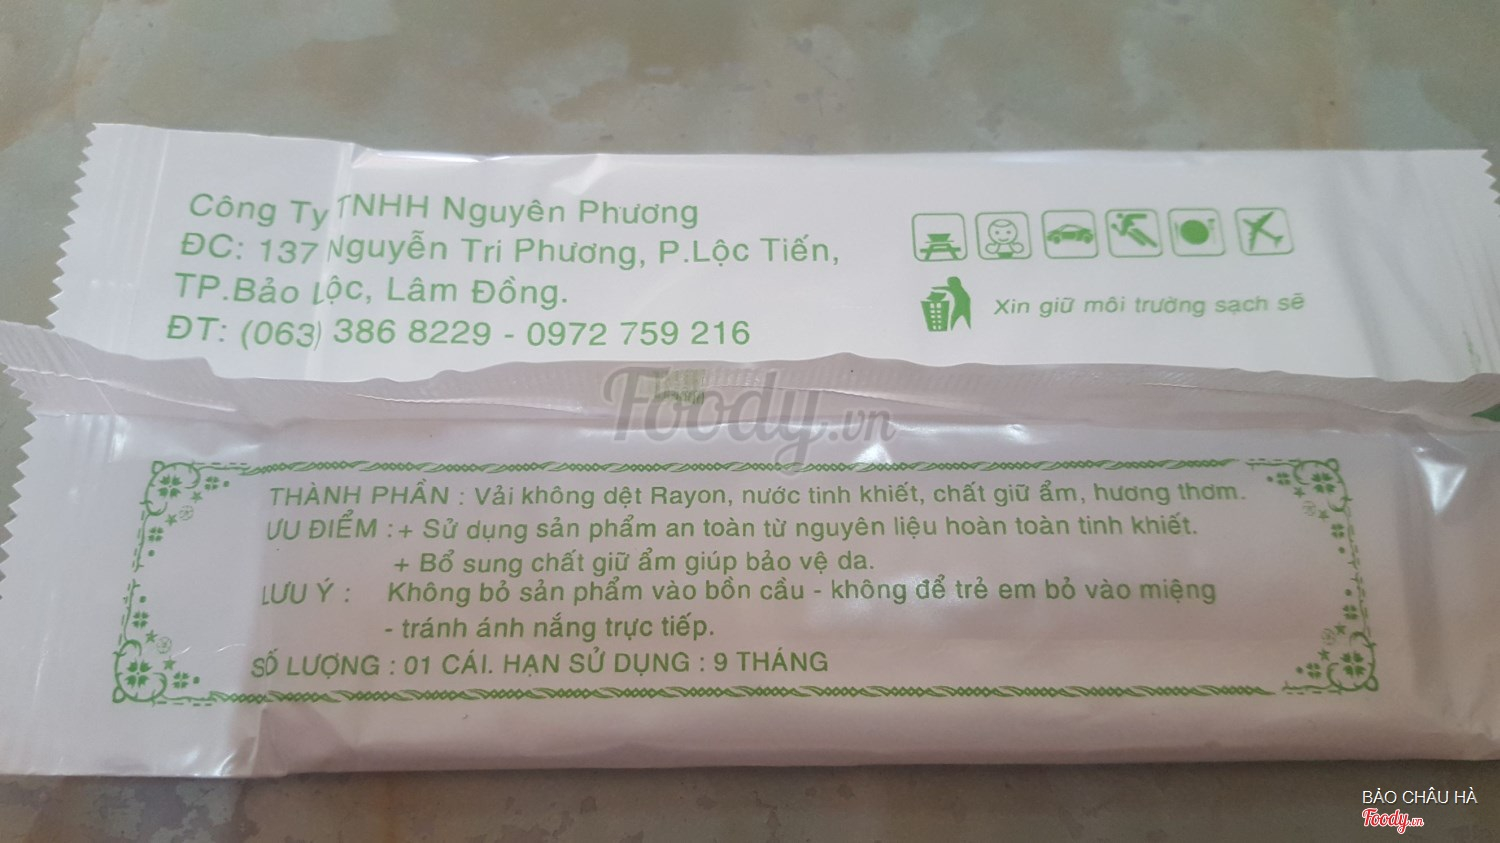 Công Ty TNHH Nguyên Phương
ĐC: 137 Nguyễn Tri Phương, P.Lộc Tiến,
TP.Bảo Lộc, Lâm Đồng.
ĐT: (063) 386 8229 - 0972 759 216
Xin giữ môi trường sạch sẽ
Foody.vn
THÀNH PHẦN : Vải không dệt Rayon, nước tinh khiết, chất giữ ẩm, hương thơm.
ƯU ĐIỂM : + Sử dụng sản phẩm an toàn từ nguyên liệu hoàn toàn tinh khiết.
+ Bổ sung chất giữ ẩm giúp bảo vệ da.
LƯU Ý : Không bỏ sản phẩm vào bồn cầu - không để trẻ em bỏ vào miệng
- tránh ánh nắng trực tiếp.
SỐ LƯỢNG : 01 CÁI. HẠN SỬ DỤNG : 9 THÁNG
BẢO CHÂU HÀ
Foody.vn